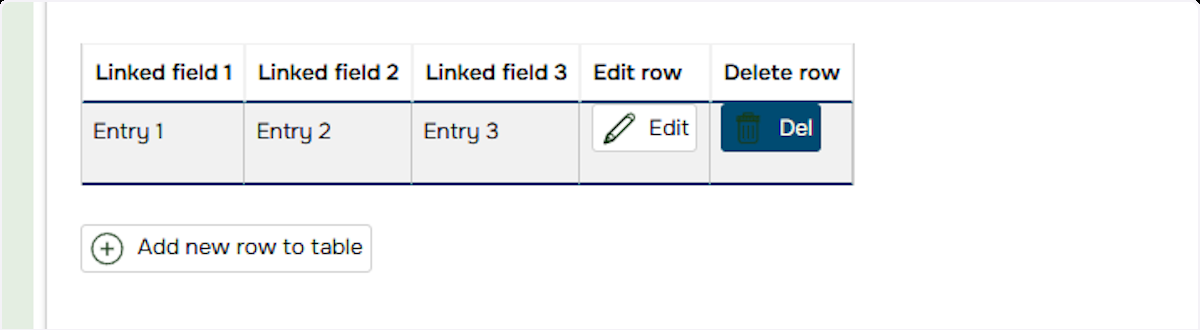 Linked field 1 Linked field 2 Linked field 3 Edit row Delete row
Entry 1 Entry 2 Entry 3 Edit Del
Add new row to table